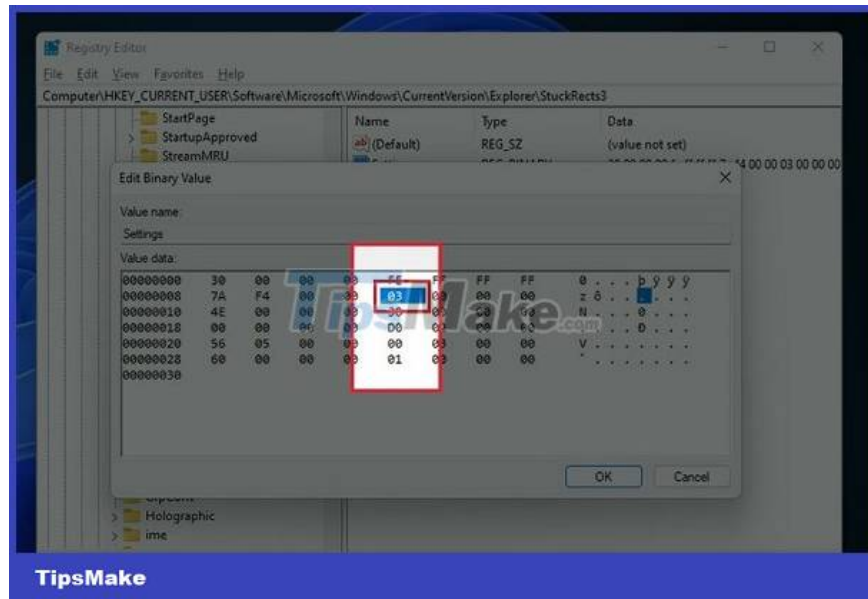 Registry Editor
File Edit View Favorites Help
Computer\HKEY_CURRENT_USER\Software\Microsoft\Windows\CurrentVersion\Explorer\StuckRects3
StartPage
StartupApproved
StreamMRU
Name Type Data
(Default) REG_SZ (value not set)
Edit Binary Value
Value name:
Settings
Value data:
00000000 30 00 00 00 FF FF FF
00000008 7A F4 00 00 03 00 00 00
00000010 4E 00 00 00 30 00 00 00
00000018 00 00 00 00 D0 00 00
00000020 56 05 00 00 00 03 00 00
00000028 60 00 00 00 01 00 00 00
00000030
TipsMake.com
OK Cancel
Holographic
ime
TipsMake